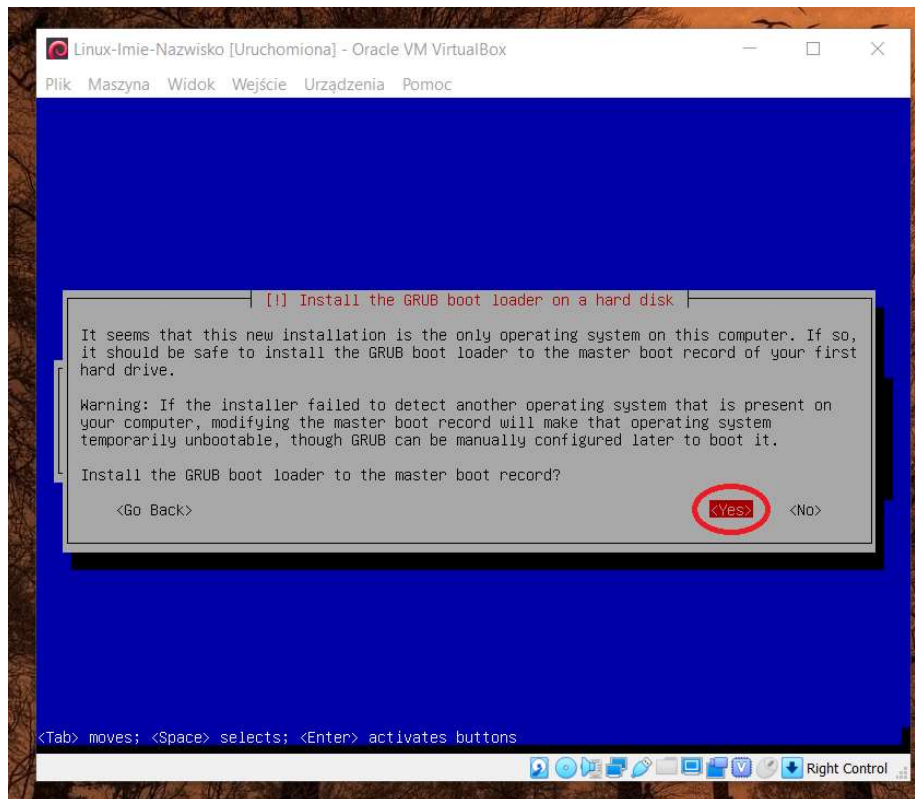 Linux-Imie-Nazwisko [Uruchomiona] - Oracle VM VirtualBox
Plik Maszyna Widok Wejście Urządzenia Pomoc
[!] Install the GRUB boot loader on a hard disk
It seems that this new installation is the only operating system on this computer. If so,
it should be safe to install the GRUB boot loader to the master boot record of your first
hard drive.
Warning: If the installer failed to detect another operating system that is present on
your computer, modifying the master boot record will make that operating system
temporarily unbootable, though GRUB can be manually configured later to boot it.
Install the GRUB boot loader to the master boot record?
<Go Back> <Yes> <No>
<Tab> moves; <Space> selects; <Enter> activates buttons
Right Control